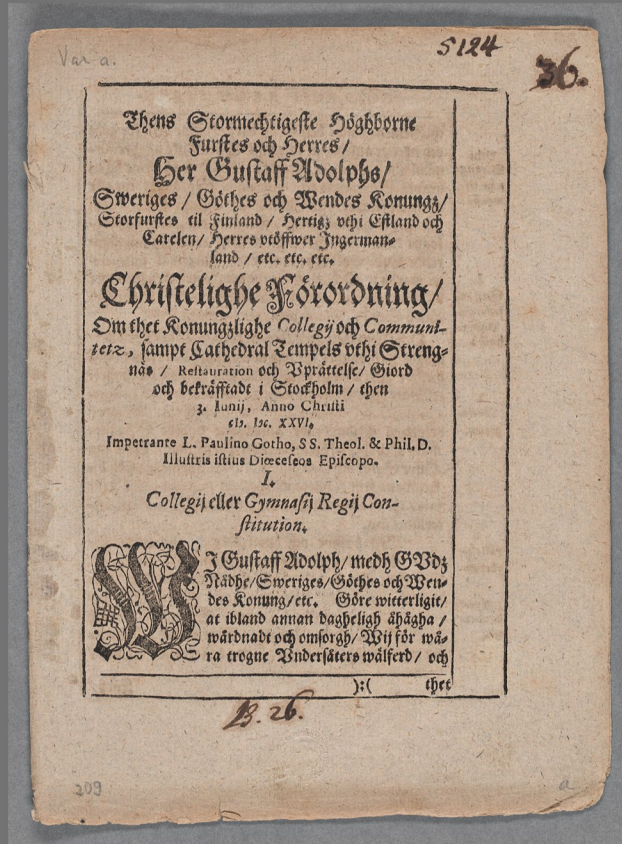 Var a.
5124
36.
Thens Stormechtigeste Höghborne
Furstes och Herres /
Her Gustaff Adolphs /
Sweriges / Göthes och Wendes Konungz /
Storfurstes til Finland / Hertigz vthi Estland och
Carelen / Herres vtöffwer Ingerman⸗
land / etc. etc. etc.
Christelighe Förordning /
Om thet Konungzlighe Collegij och Communi-
tetz, sampt Cathedral Tempels vthi Streng⸗
näs / Restauration och Vprättelse / Giord
och bekräfftadt i Stockholm / then
3. Iunij, Anno Christi
cIↄ. Iↄc. XXVI.
Impetrante L. Paulino Gotho, SS. Theol. & Phil. D.
Illustris istius Diœceseos Episcopo.
I.
Collegij eller Gymnasij Regij Con-
stitution.
WIJ Gustaff Adolph / medh GVdz
Nådhe / Sweriges / Göthes och Wen⸗
des Konung / etc. Göre witterligit /
at ibland annan dagheligh åhågha /
wårdnadt och omsorgh / Wij för wå⸗
ra trogne Vndersåters wälferd / och
):( thet
B. 26.
209
a